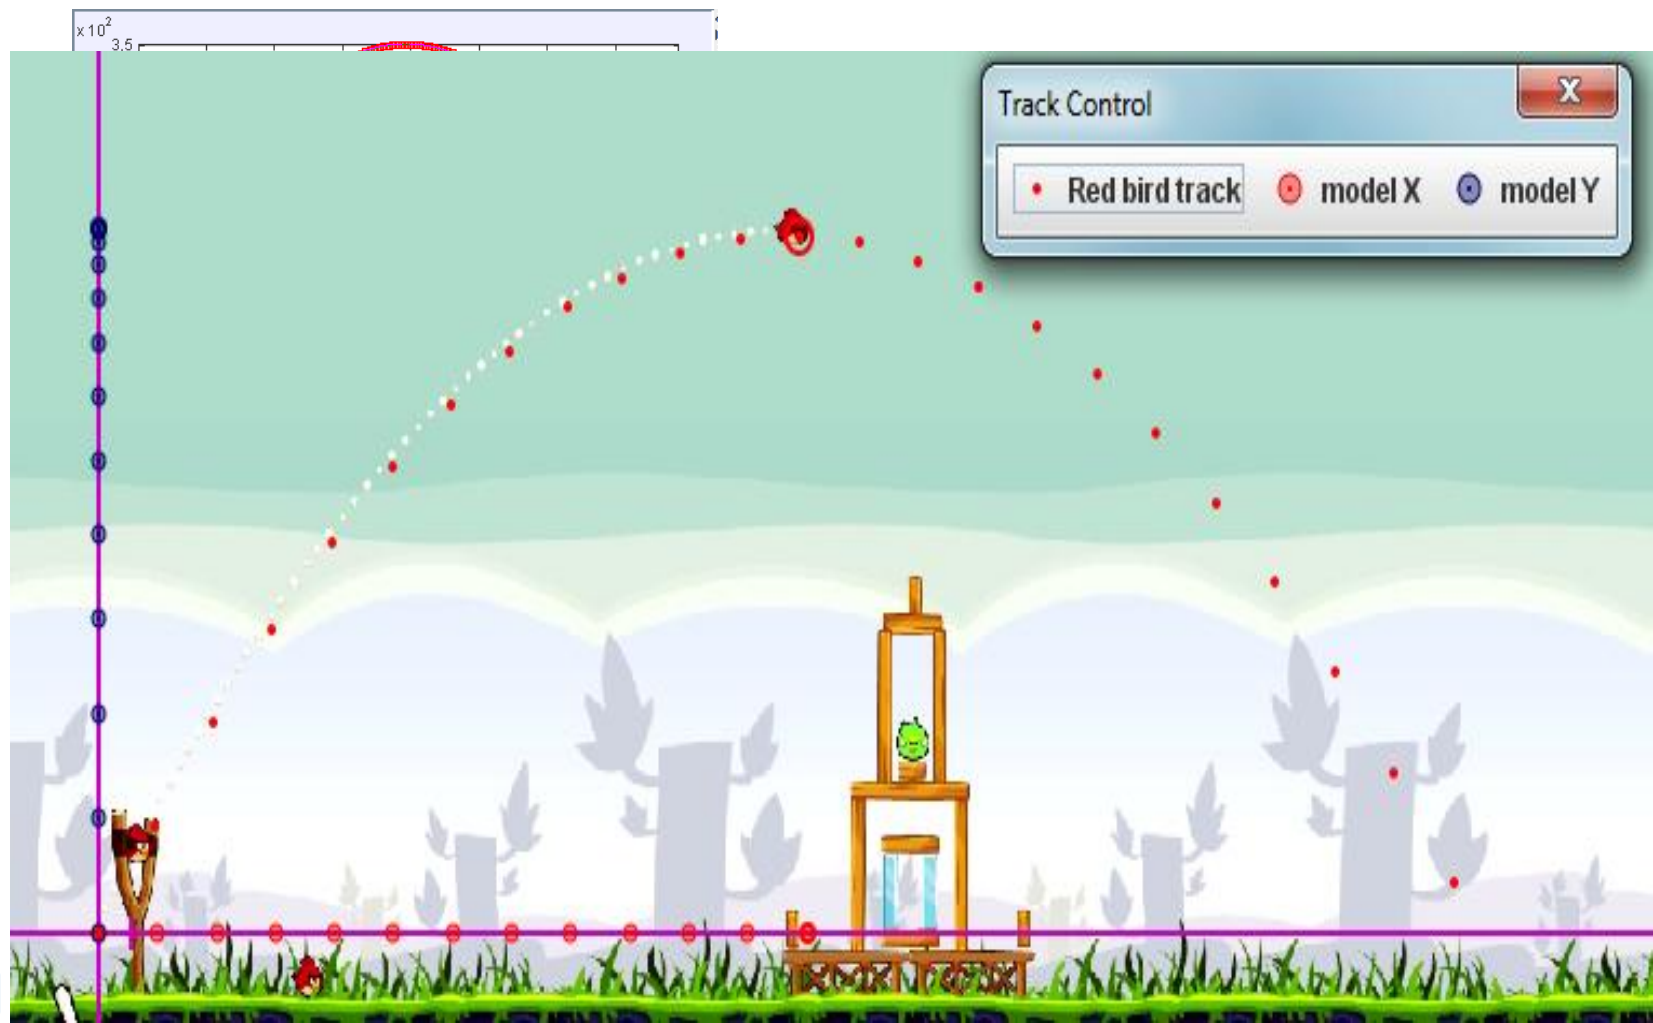 x 10²
3.5
Track Control
X
Red bird track model X model Y